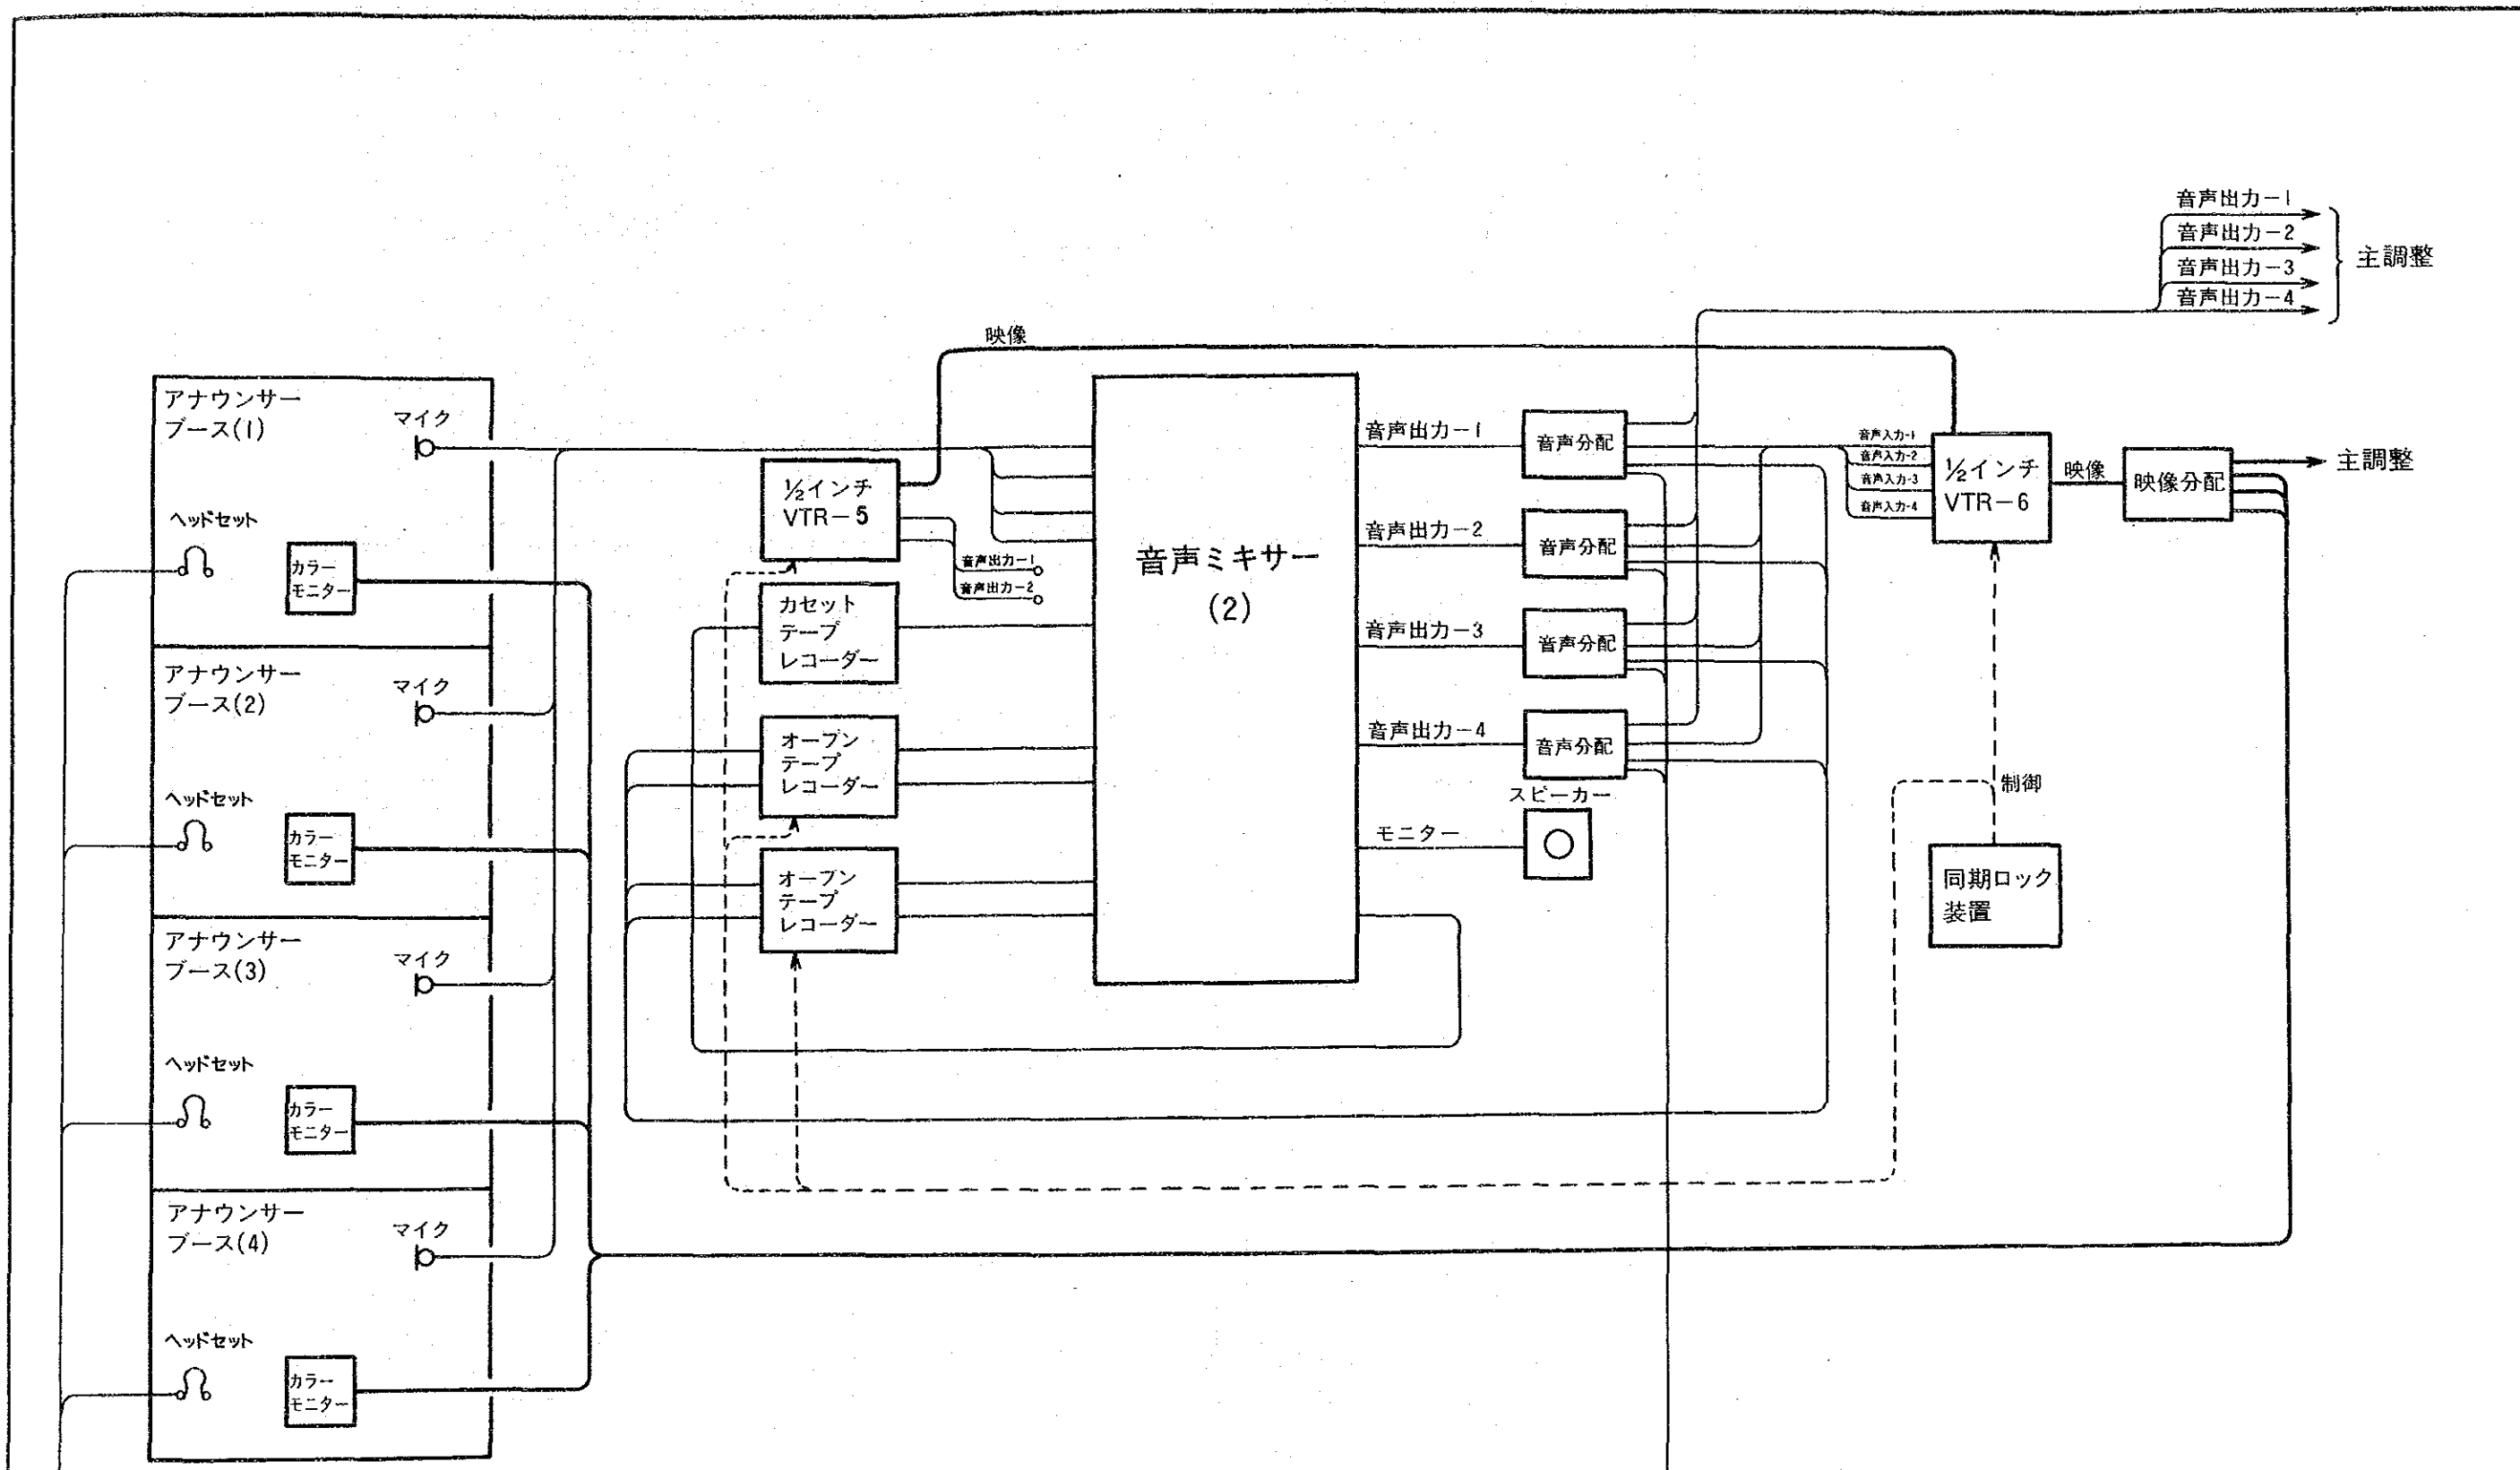 音声出力-1
音声出力-2
音声出力-3
音声出力-4
主調整
映像
アナウンサー
ブース(1)
マイク
ヘッドセット
カラー
モニター
アナウンサー
ブース(2)
マイク
ヘッドセット
カラー
モニター
アナウンサー
ブース(3)
マイク
ヘッドセット
カラー
モニター
アナウンサー
ブース(4)
マイク
ヘッドセット
カラー
モニター
½インチ
VTR-5
音声出力-1
音声出力-2
カセット
テープ
レコーダー
オープン
テープ
レコーダー
オープン
テープ
レコーダー
音声ミキサー
(2)
音声出力-1
音声分配
音声出力-2
音声分配
音声出力-3
音声分配
音声出力-4
音声分配
スピーカー
モニター
音声入力-1
音声入力-2
音声入力-3
音声入力-4
½インチ
VTR-6
映像
映像分配
主調整
制御
同期ロック
装置